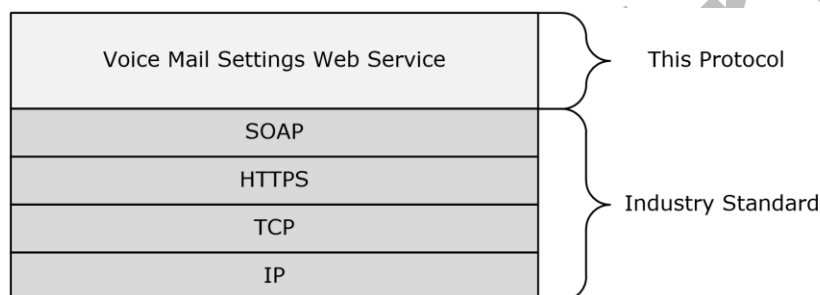 Voice Mail Settings Web Service
This Protocol
SOAP
HTTPS
TCP
Industry Standard
IP